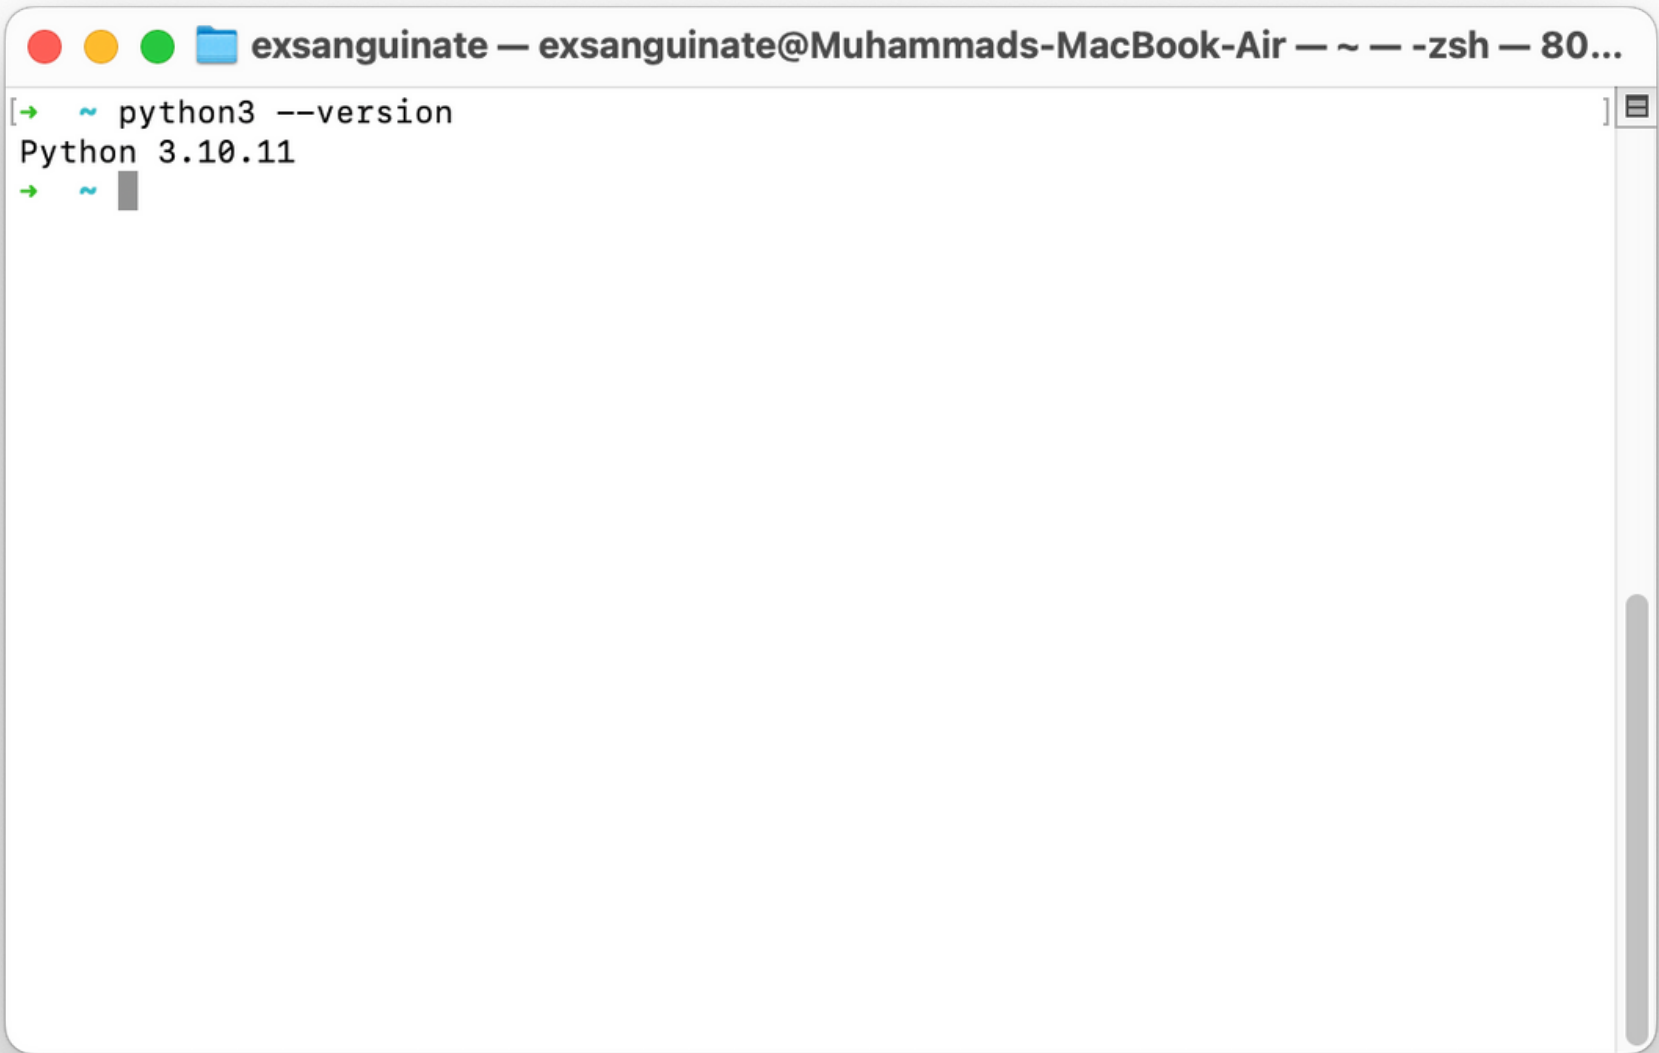 exsanguinate — exsanguinate@Muhammads-MacBook-Air — ~ — -zsh — 80...
[➜  ~ python3 --version ]
Python 3.10.11
➜  ~